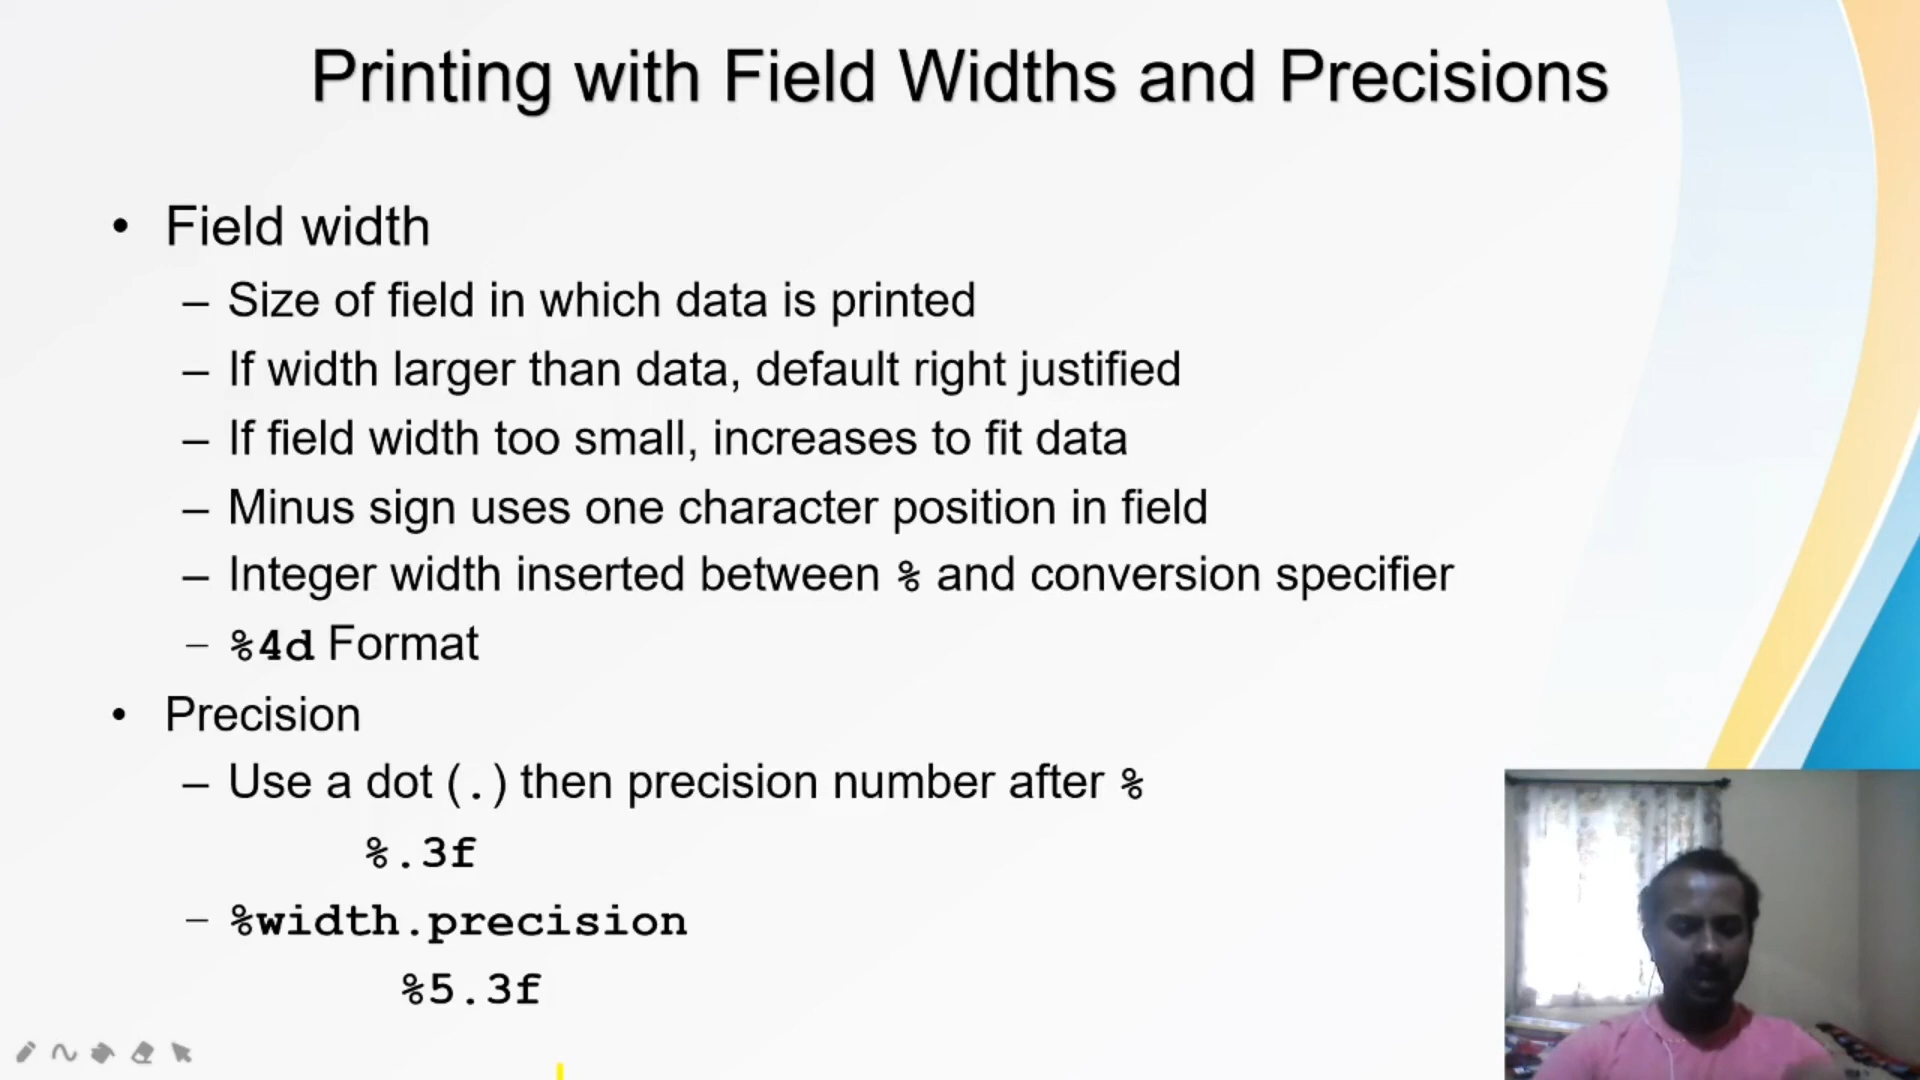 Printing with Field Widths and Precisions
• Field width
– Size of field in which data is printed
– If width larger than data, default right justified
– If field width too small, increases to fit data
– Minus sign uses one character position in field
– Integer width inserted between % and conversion specifier
– %4d Format
• Precision
– Use a dot (.) then precision number after %
%.3f
– %width.precision
%5.3f